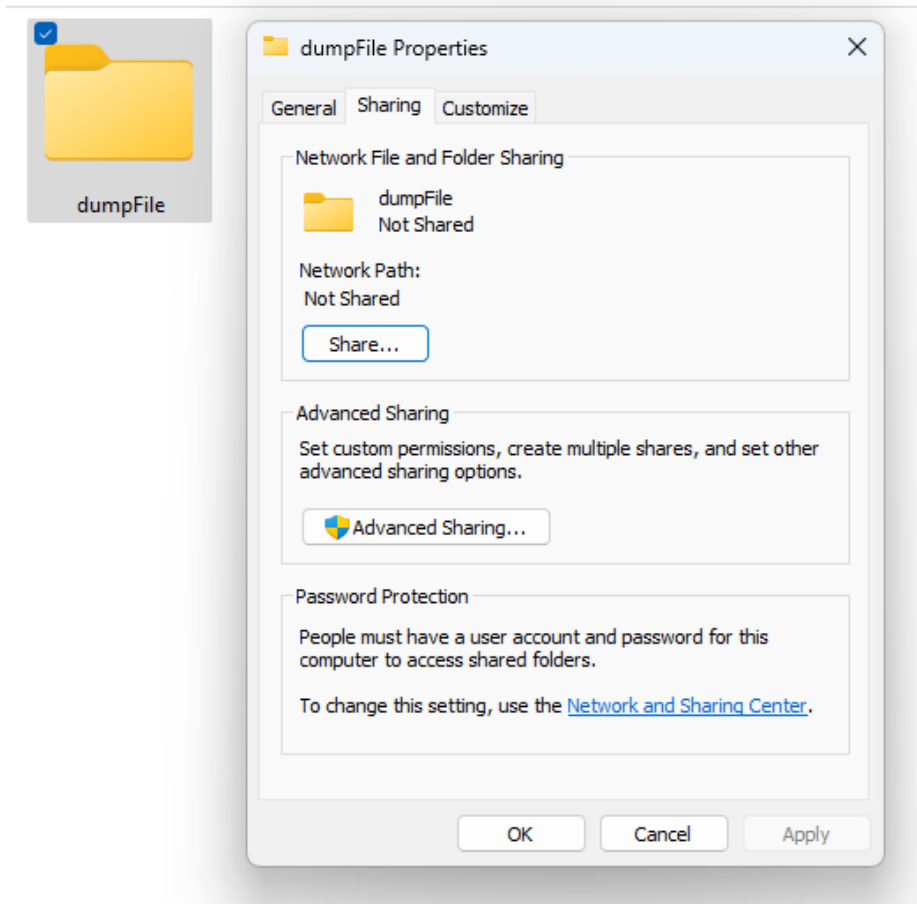 dumpFile
dumpFile Properties
General Sharing Customize
Network File and Folder Sharing
dumpFile
Not Shared
Network Path:
Not Shared
Share...
Advanced Sharing
Set custom permissions, create multiple shares, and set other
advanced sharing options.
Advanced Sharing...
Password Protection
People must have a user account and password for this
computer to access shared folders.
To change this setting, use the Network and Sharing Center.
OK Cancel Apply